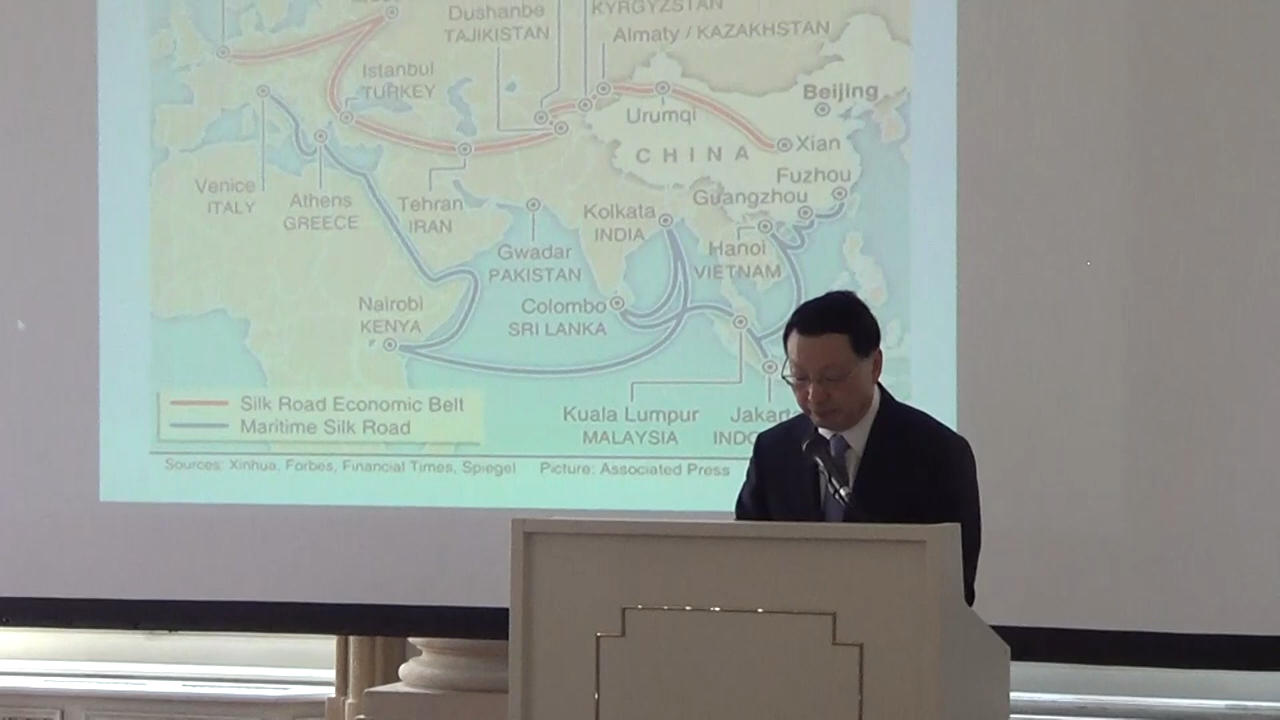 KYRGYZSTAN
Dushanbe
TAJIKISTAN
Almaty / KAZAKHSTAN
Istanbul
TURKEY
Beijing
Urumqi
Xian
CHINA
Fuzhou
Venice
ITALY
Athens
GREECE
Tehran
IRAN
Kolkata
INDIA
Guangzhou
Gwadar
PAKISTAN
Hanoi
VIETNAM
Nairobi
KENYA
Colombo
SRI LANKA
Silk Road Economic Belt
Maritime Silk Road
Kuala Lumpur
MALAYSIA
Jakart
INDO
Sources: Xinhua, Forbes, Financial Times, Spiegel Picture: Associated Press